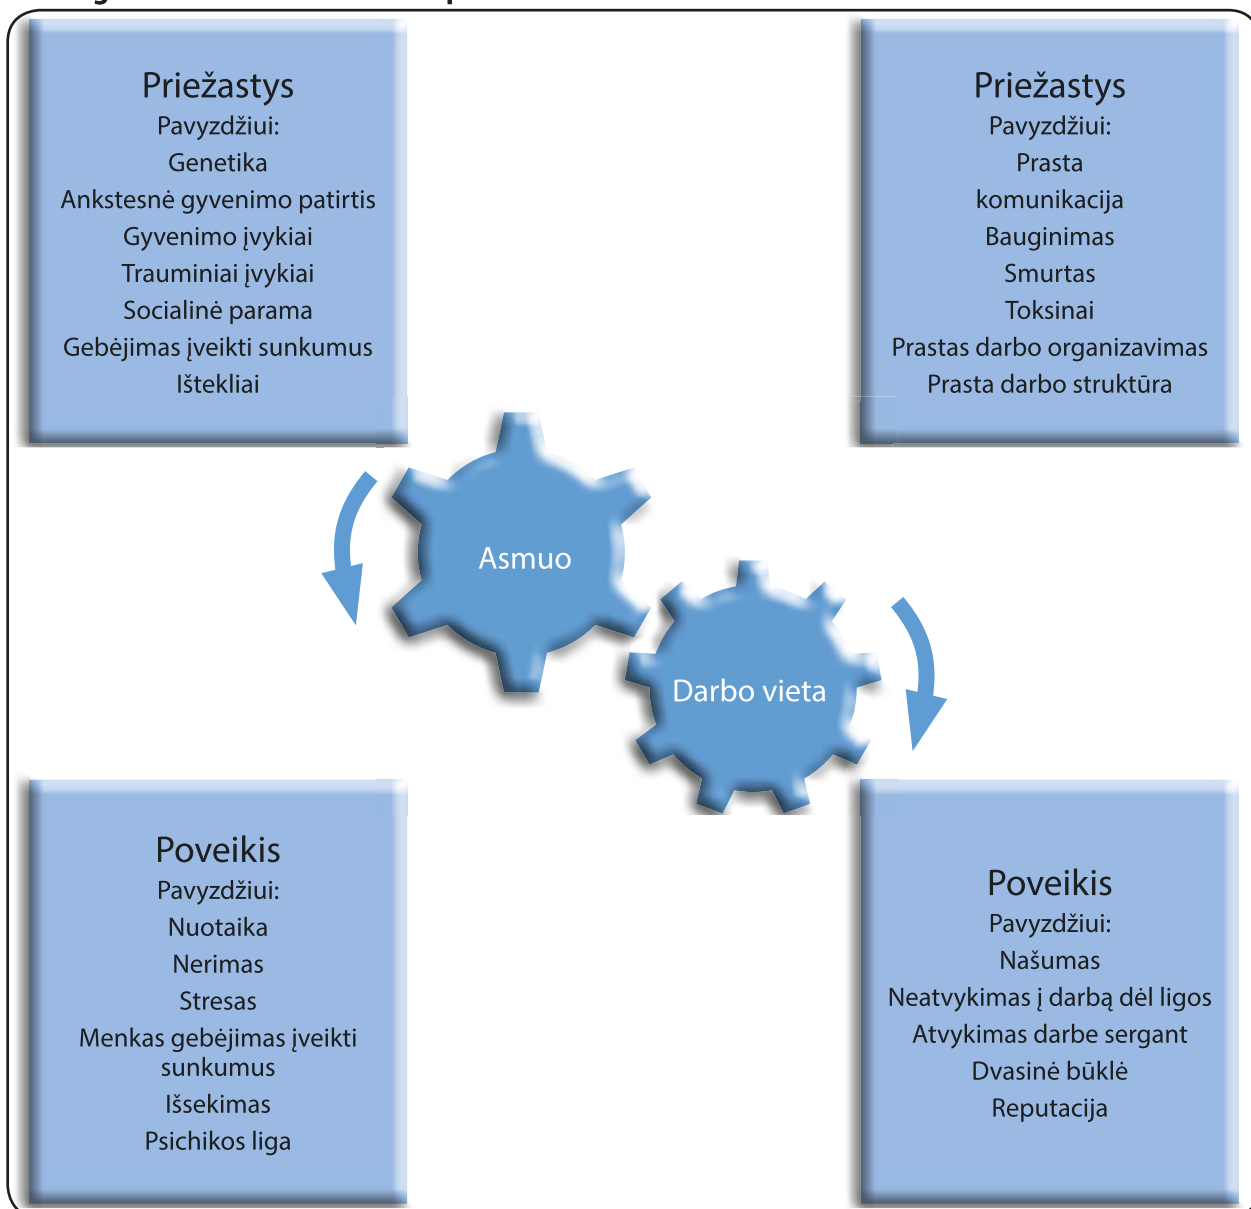 Priežastys
Pavyzdžiui:
Genetika
Ankstesnė gyvenimo patirtis
Gyvenimo įvykiai
Trauminiai įvykiai
Socialinė parama
Gebėjimas įveikti sunkumus
Ištekliai
Priežastys
Pavyzdžiui:
Prasta
komunikacija
Bauginimas
Smurtas
Toksinai
Prastas darbo organizavimas
Prasta darbo struktūra
Asmuo
Darbo vieta
Poveikis
Pavyzdžiui:
Nuotaika
Nerimas
Stresas
Menkas gebėjimas įveikti
sunkumus
Išsekimas
Psichikos liga
Poveikis
Pavyzdžiui:
Našumas
Neatvykimas į darbą dėl ligos
Atvykimas darbe sergant
Dvasinė būklė
Reputacija